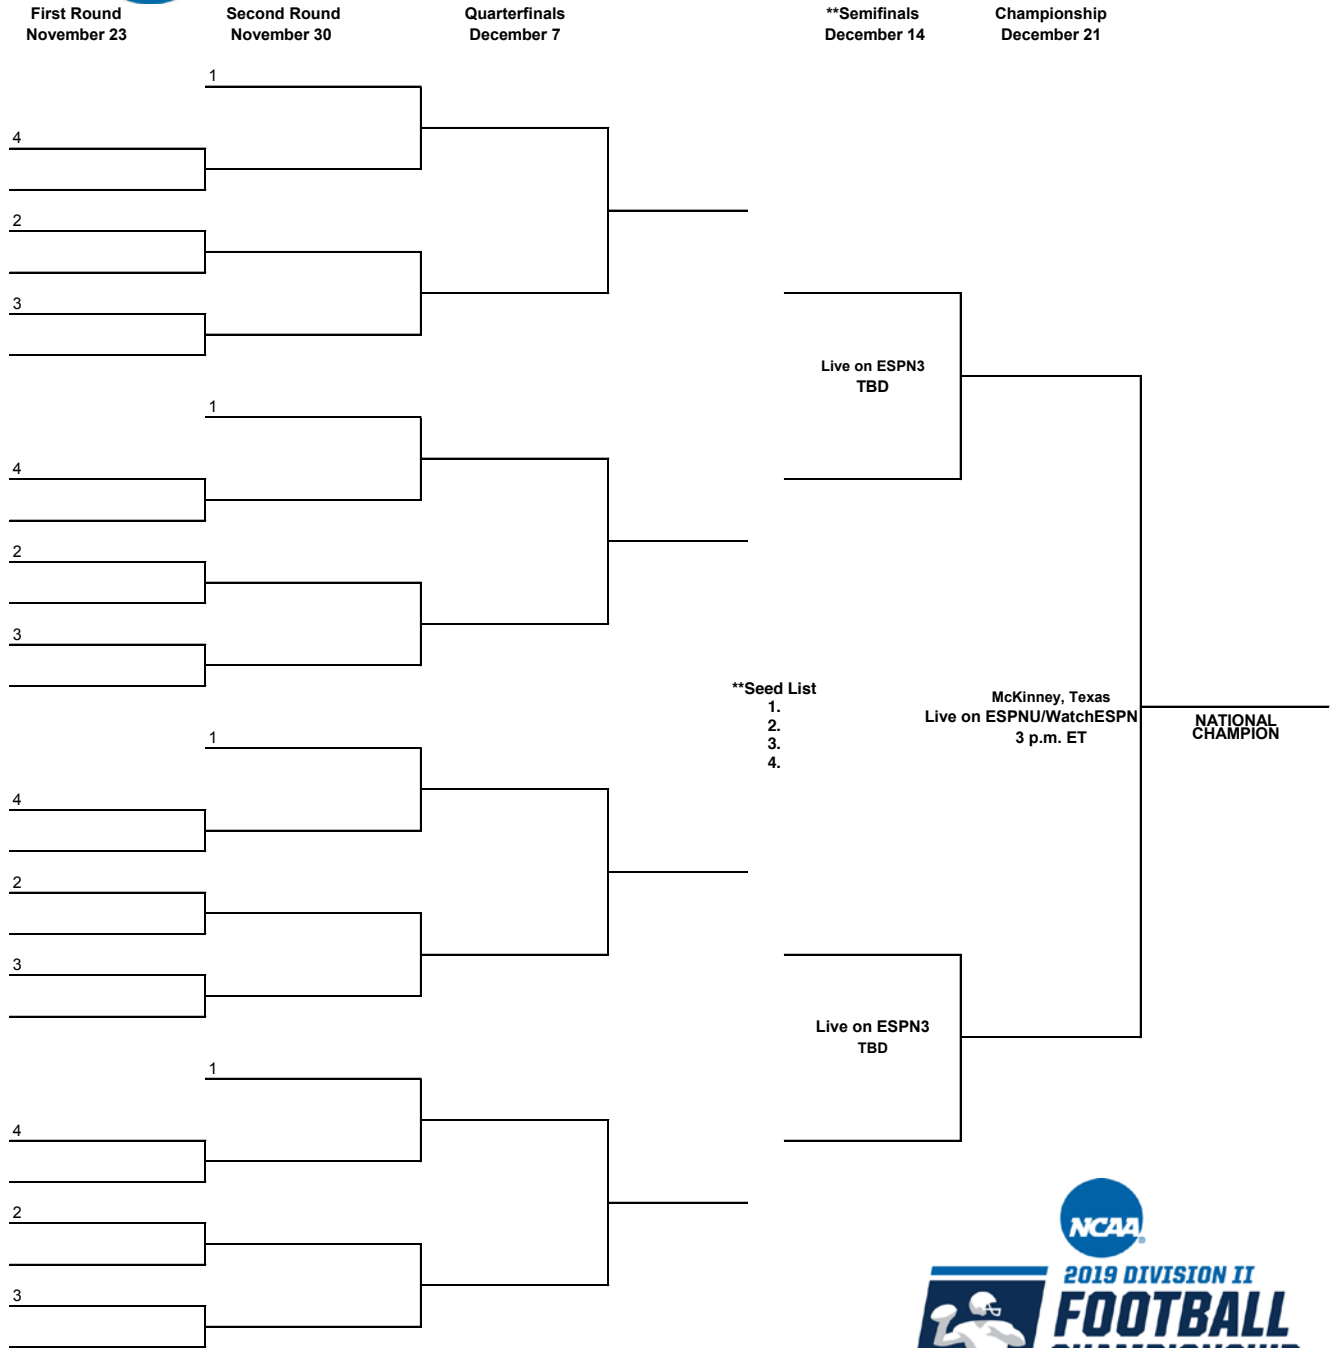 First Round
November 23
Second Round
November 30
Quarterfinals
December 7
**Semifinals
December 14
Championship
December 21
1
4
2
3
Live on ESPN3
TBD
1
4
2
3
**Seed List
1.
2.
3.
4.
McKinney, Texas
Live on ESPNU/WatchESPN
3 p.m. ET
NATIONAL
CHAMPION
1
4
2
3
Live on ESPN3
TBD
1
4
2
3
NCAA
®
2019 DIVISION II
FOOTBALL
CHAMPIONSHIP